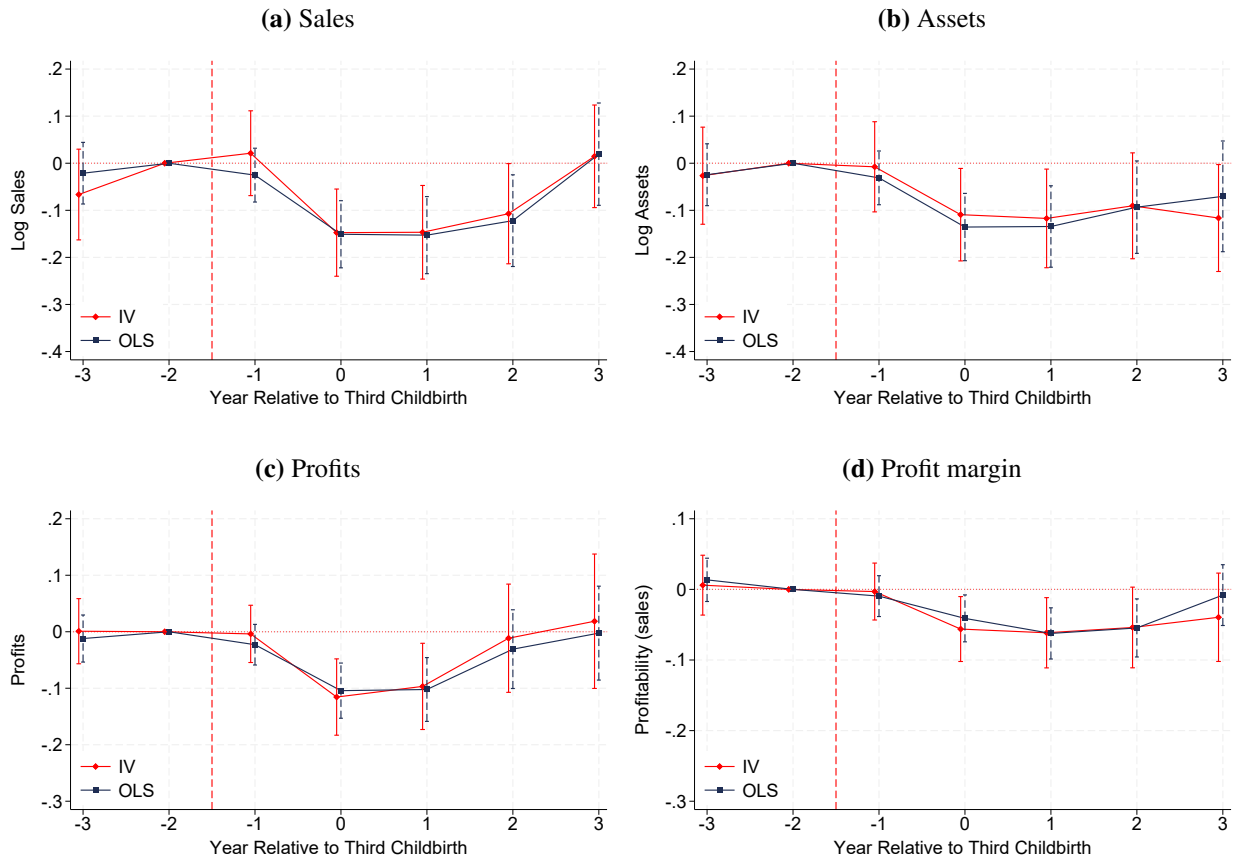 (a) Sales
Log Sales
.2
.1
0
-.1
-.2
-.3
-.4
IV
OLS
-3 -2 -1 0 1 2 3
Year Relative to Third Childbirth
(b) Assets
Log Assets
.2
.1
0
-.1
-.2
-.3
-.4
IV
OLS
-3 -2 -1 0 1 2 3
Year Relative to Third Childbirth
(c) Profits
Profits
.2
.1
0
-.1
-.2
-.3
IV
OLS
-3 -2 -1 0 1 2 3
Year Relative to Third Childbirth
(d) Profit margin
Profitability (sales)
.1
0
-.1
-.2
-.3
IV
OLS
-3 -2 -1 0 1 2 3
Year Relative to Third Childbirth